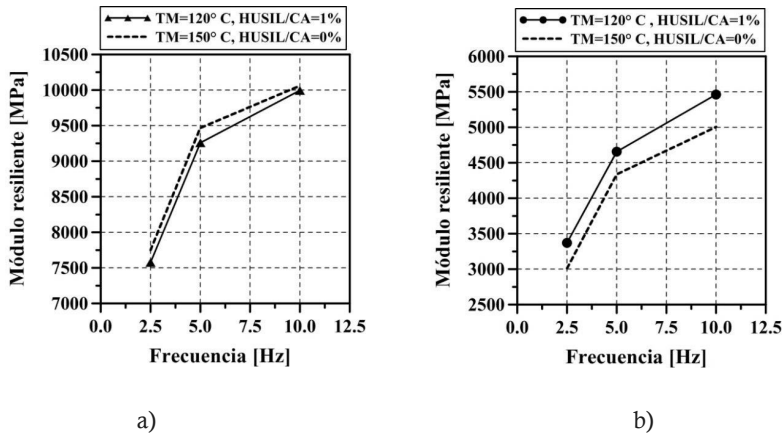 TM=120° C, HUSIL/CA=1%
TM=150° C, HUSIL/CA=0%
10500
10000
9500
9000
8500
8000
7500
7000
Módulo resiliente [MPa]
0.0 2.5 5.0 7.5 10.0 12.5
Frecuencia [Hz]
a)
TM=120° C , HUSIL/CA=1%
TM=150° C, HUSIL/CA=0%
6000
5500
5000
4500
4000
3500
3000
2500
Módulo resiliente [MPa]
0.0 2.5 5.0 7.5 10.0 12.5
Frecuencia [Hz]
b)